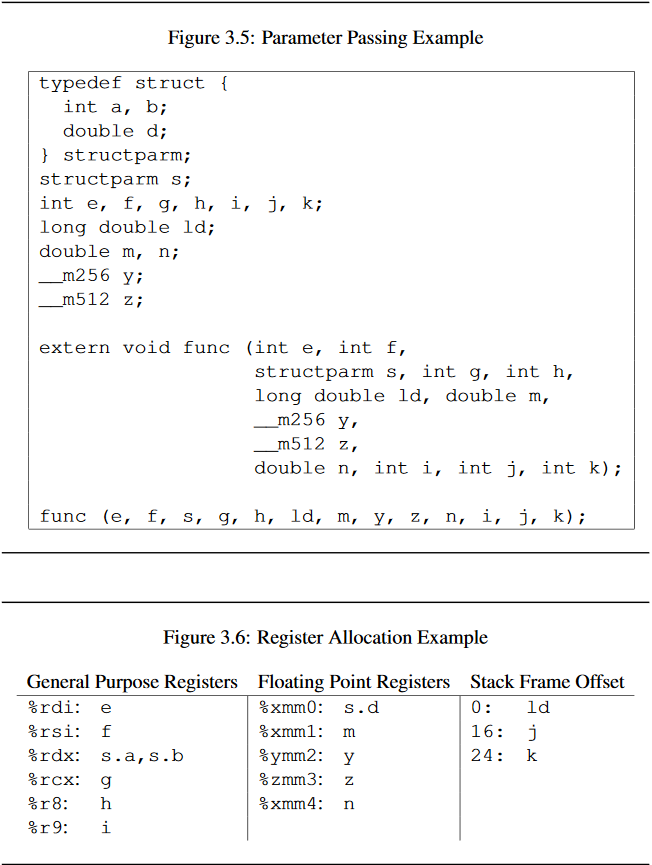 Figure 3.5: Parameter Passing Example
typedef struct {
  int a, b;
  double d;
} structparm;
structparm s;
int e, f, g, h, i, j, k;
long double ld;
double m, n;
__m256 y;
__m512 z;

extern void func (int e, int f,
                  structparm s, int g, int h,
                  long double ld, double m,
                  __m256 y,
                  __m512 z,
                  double n, int i, int j, int k);

func (e, f, s, g, h, ld, m, y, z, n, i, j, k);
Figure 3.6: Register Allocation Example
General Purpose Registers Floating Point Registers Stack Frame Offset
%rdi: e %xmm0: s.d 0: ld
%rsi: f %xmm1: m 16: j
%rdx: s.a,s.b %ymm2: y 24: k
%rcx: g %zmm3: z
%r8: h %xmm4: n
%r9: i